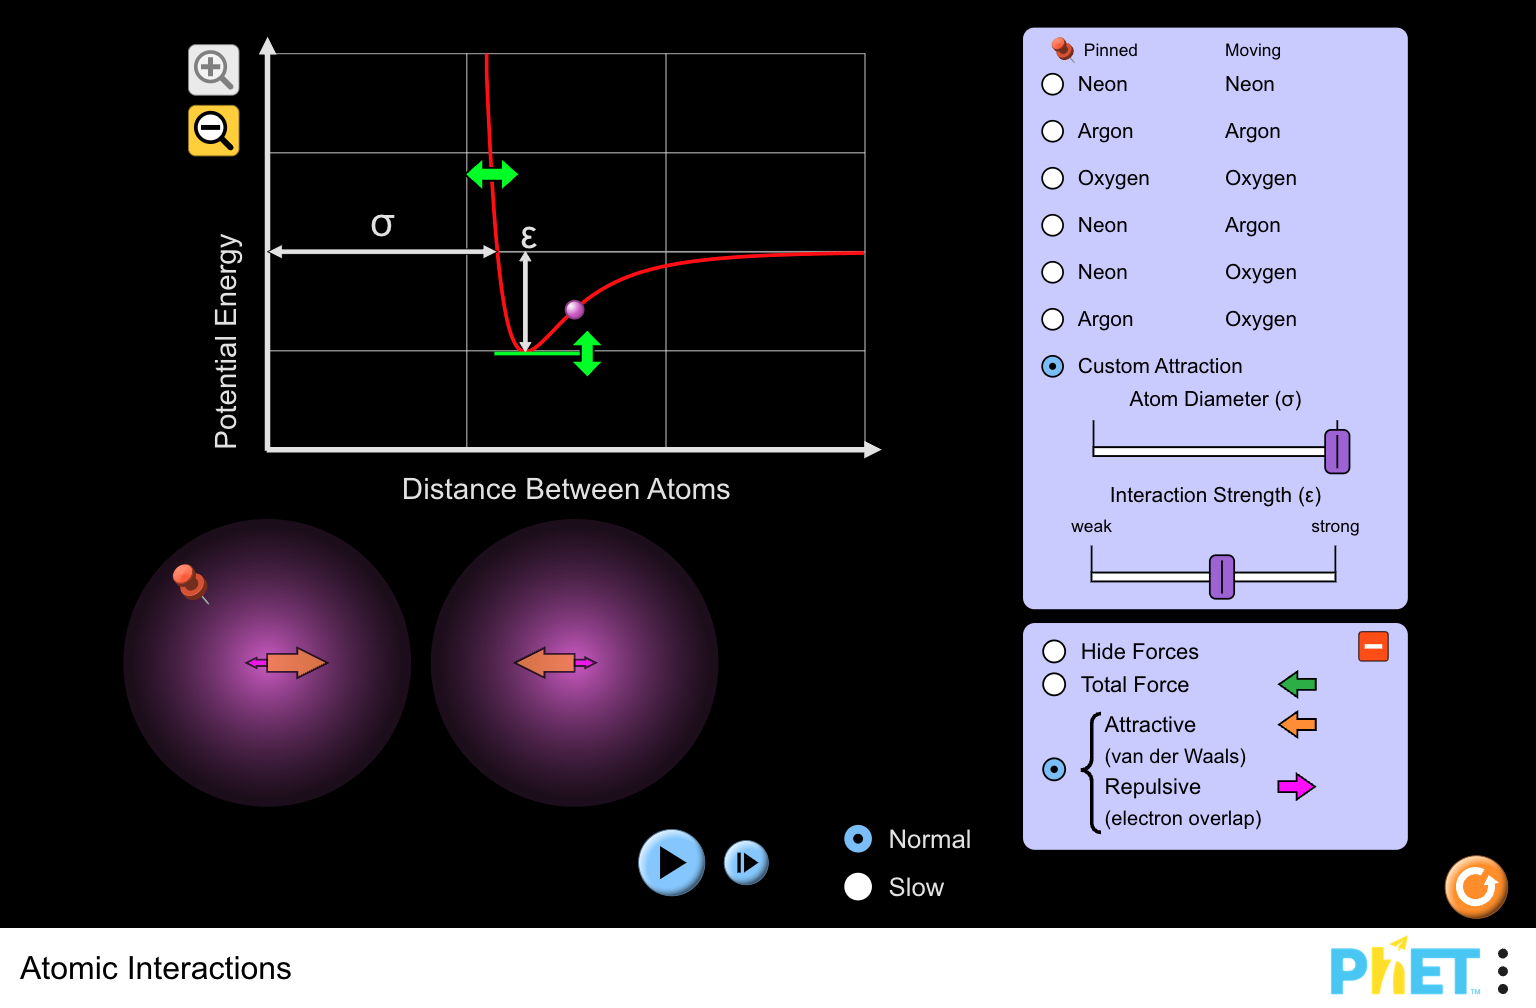 Pinned Moving
Neon Neon
Argon Argon
Oxygen Oxygen
Neon Argon
Neon Oxygen
Argon Oxygen
Custom Attraction
Atom Diameter (σ)
Interaction Strength (ε)
weak strong
σ
ε
Potential Energy
Distance Between Atoms
Hide Forces
Total Force
Attractive
(van der Waals)
Repulsive
(electron overlap)
Normal
Slow
Atomic Interactions
PhET
TM